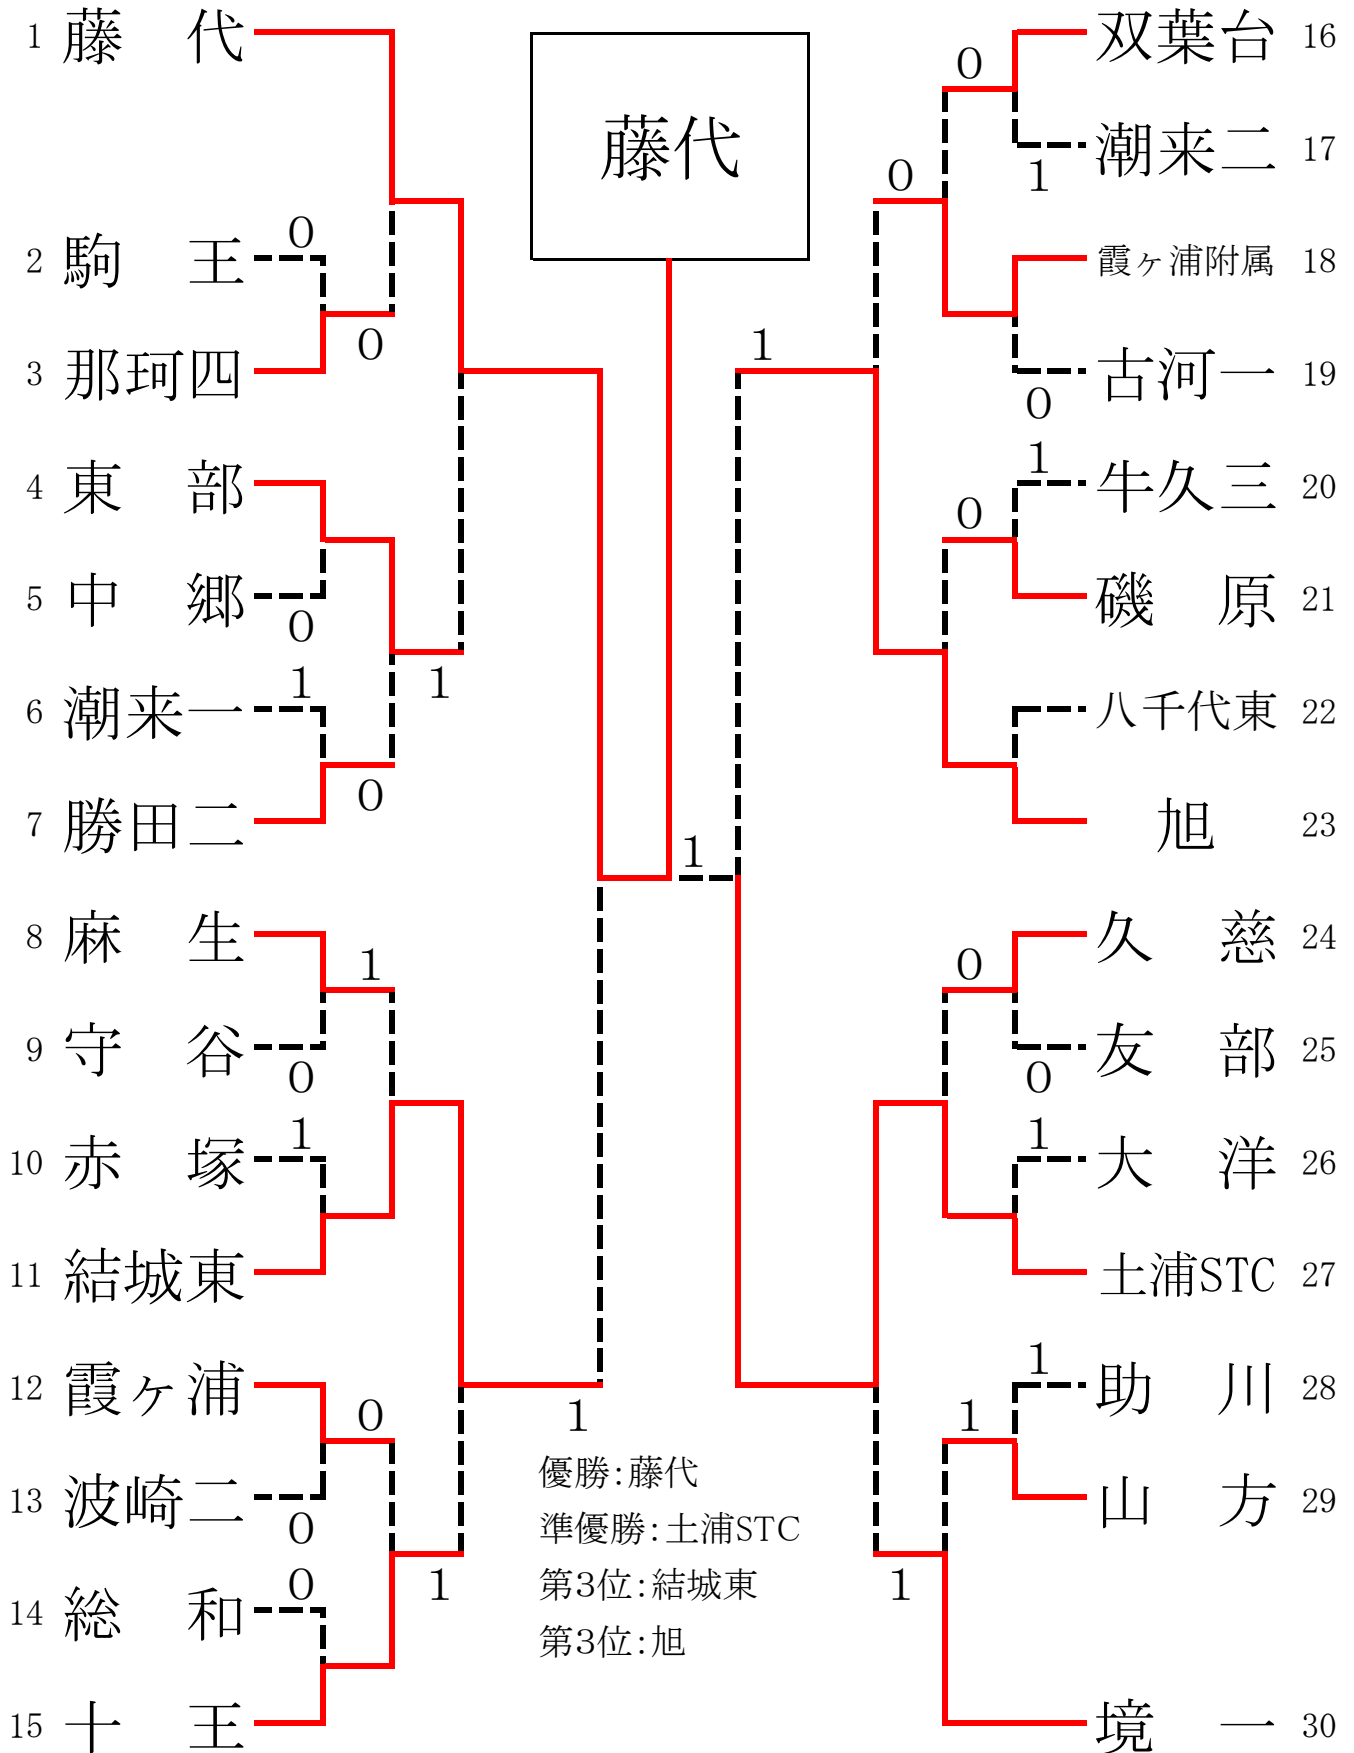 藤代
1 藤 代
0
2 駒 王
0
3 那珂四
4 東 部
5 中 郷
0
1
1
6 潮来一
0
7 勝田二
8 麻 生
1
9 守 谷
0
1
10 赤 塚
11 結城東
12 霞ヶ浦
0
1
13 波崎二
0
0
14 総 和
1
15 十 王
1
双葉台 16
0
潮来二 17
1
0
霞ヶ浦附属 18
1
古河一 19
0
1
牛久三 20
0
磯 原 21
八千代東 22
旭 23
久 慈 24
0
友 部 25
0
1
大 洋 26
土浦STC 27
1
助 川 28
1
山 方 29
1
境 一 30
優勝:藤代
準優勝:土浦STC
第3位:結城東
第3位:旭